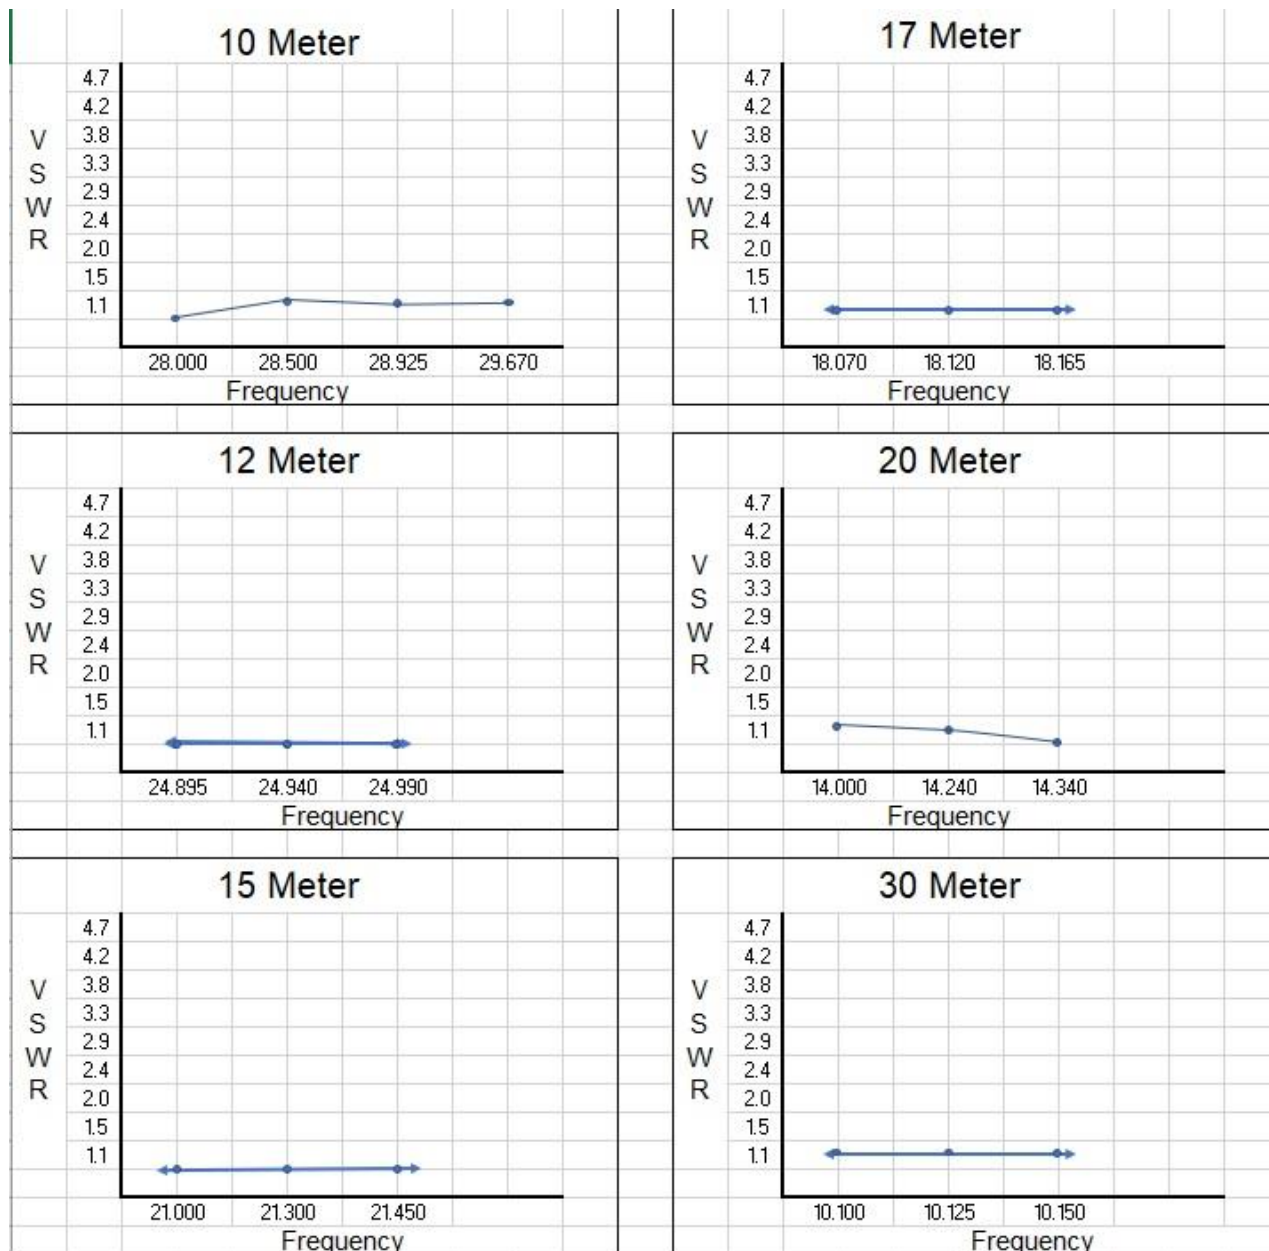 10 Meter
4.7
4.2
3.8
3.3
2.9
2.4
2.0
1.5
1.1
V
S
W
R
28.000 28.500 28.925 29.670
Frequency
17 Meter
4.7
4.2
3.8
3.3
2.9
2.4
2.0
1.5
1.1
V
S
W
R
18.070 18.120 18.165
Frequency
12 Meter
4.7
4.2
3.8
3.3
2.9
2.4
2.0
1.5
1.1
V
S
W
R
24.895 24.940 24.990
Frequency
20 Meter
4.7
4.2
3.8
3.3
2.9
2.4
2.0
1.5
1.1
V
S
W
R
14.000 14.240 14.340
Frequency
15 Meter
4.7
4.2
3.8
3.3
2.9
2.4
2.0
1.5
1.1
V
S
W
R
21.000 21.300 21.450
Frequency
30 Meter
4.7
4.2
3.8
3.3
2.9
2.4
2.0
1.5
1.1
V
S
W
R
10.100 10.125 10.150
Frequency